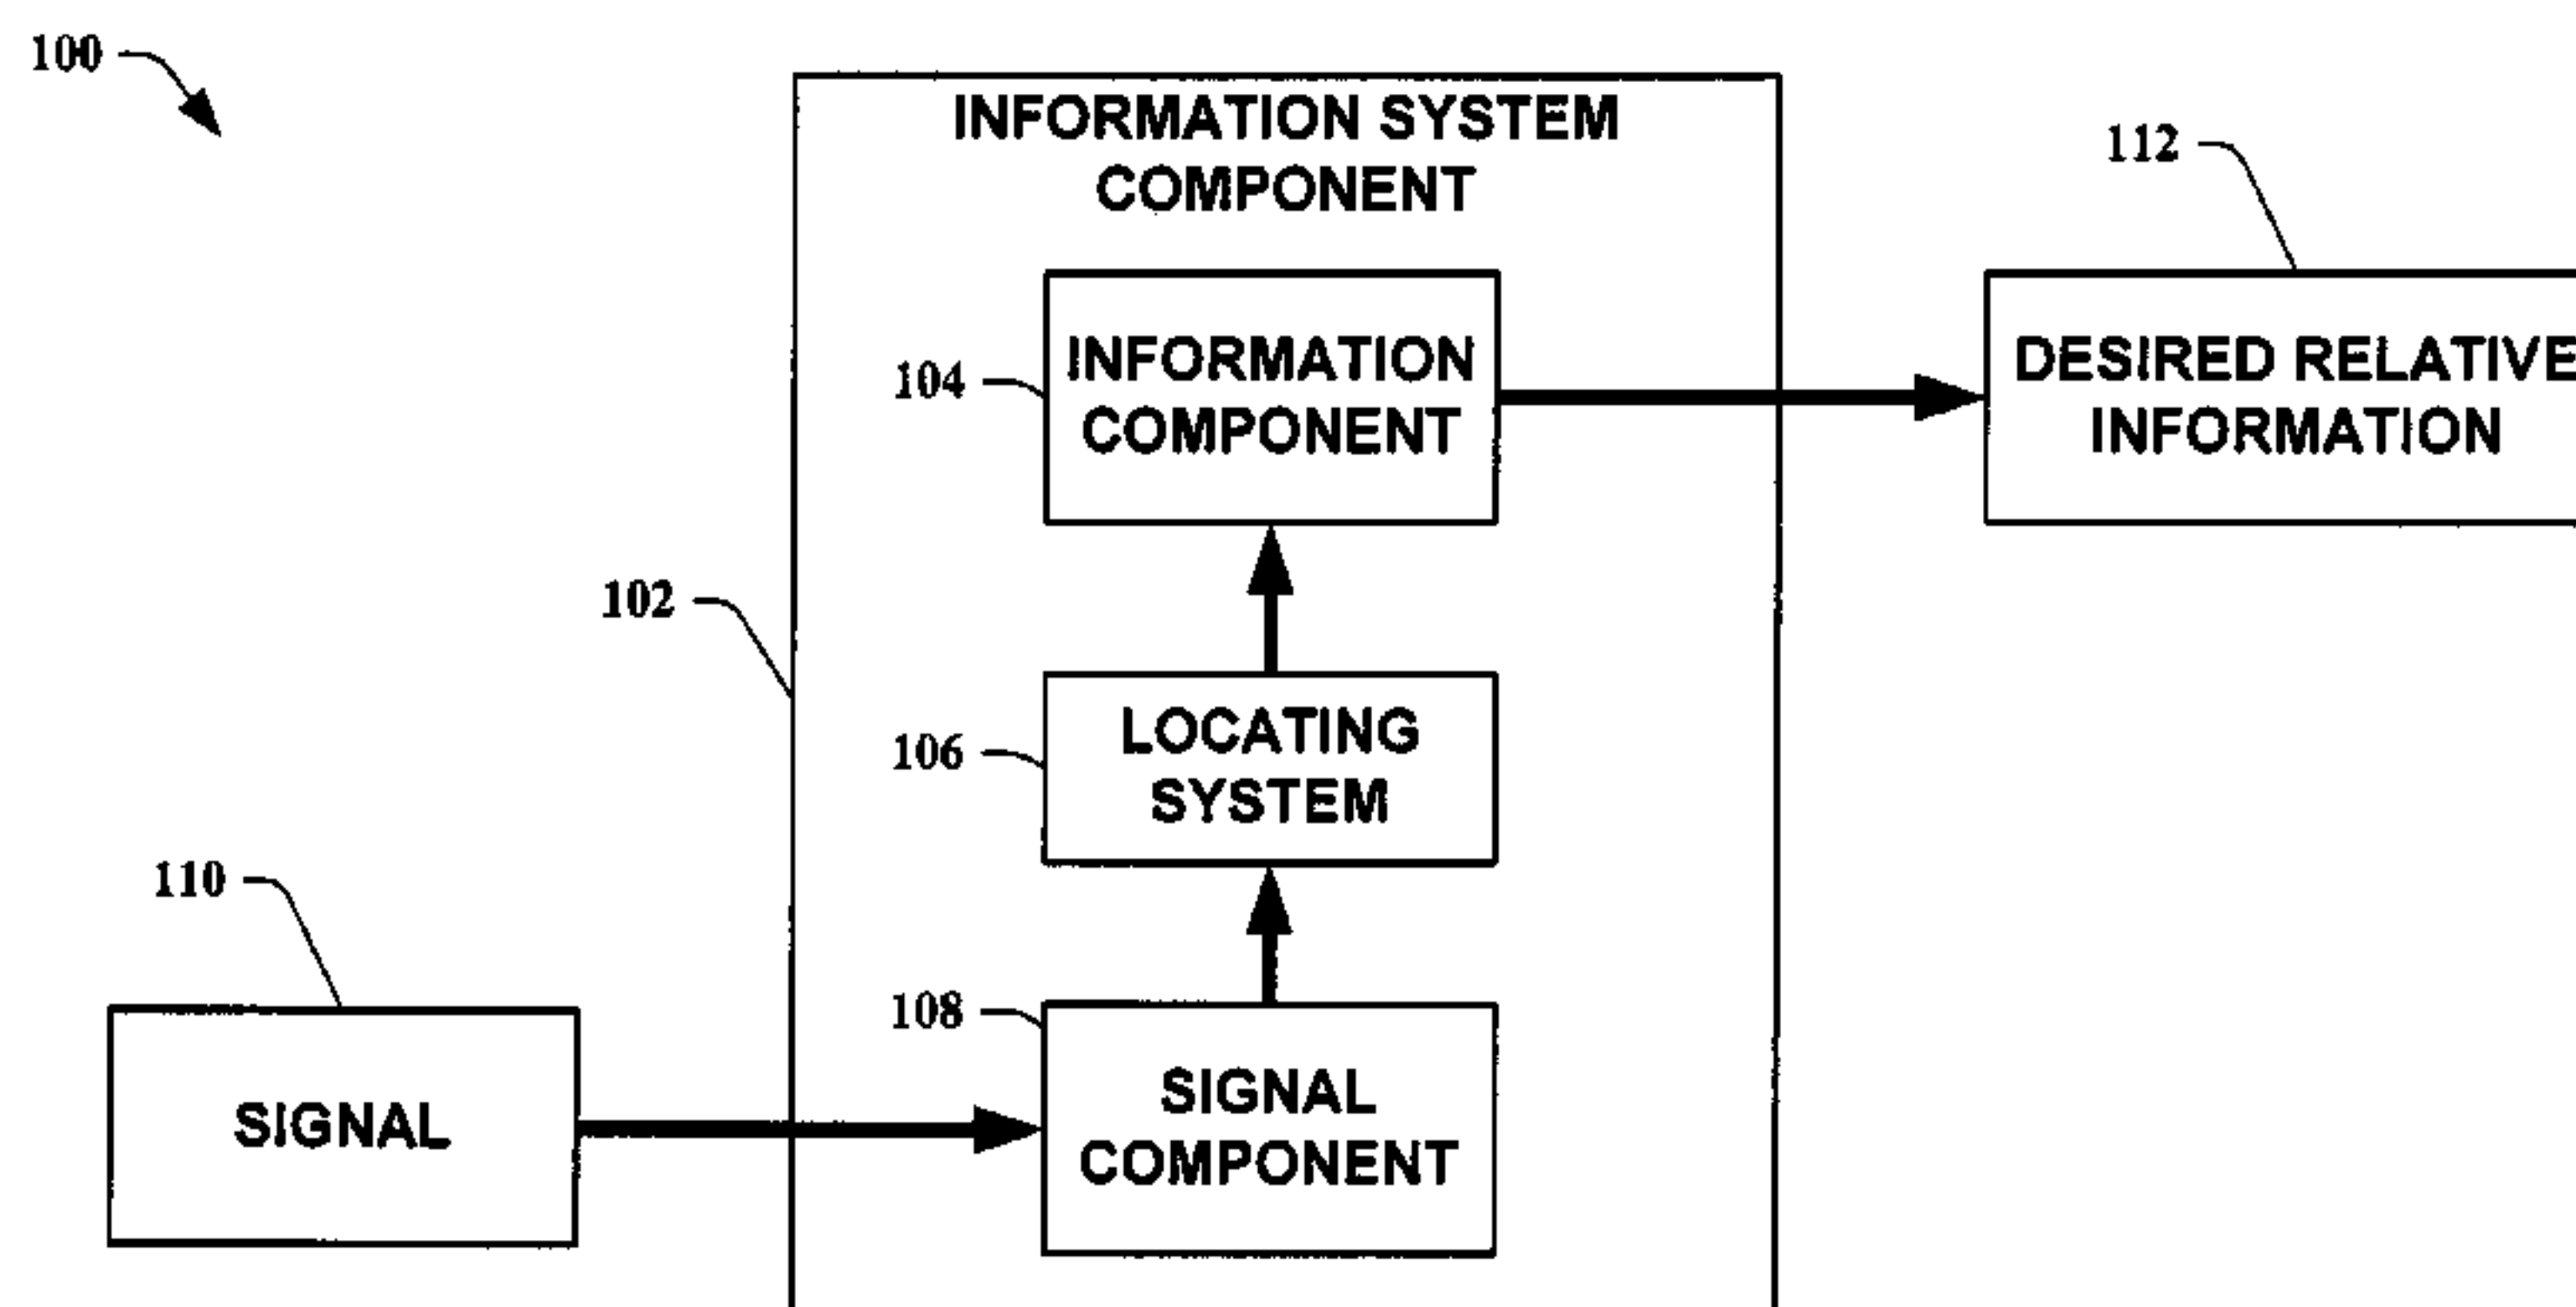 100
INFORMATION SYSTEM
COMPONENT
112
104
INFORMATION
COMPONENT
DESIRED RELATIVE
INFORMATION
102
106
LOCATING
SYSTEM
110
108
SIGNAL
COMPONENT
SIGNAL